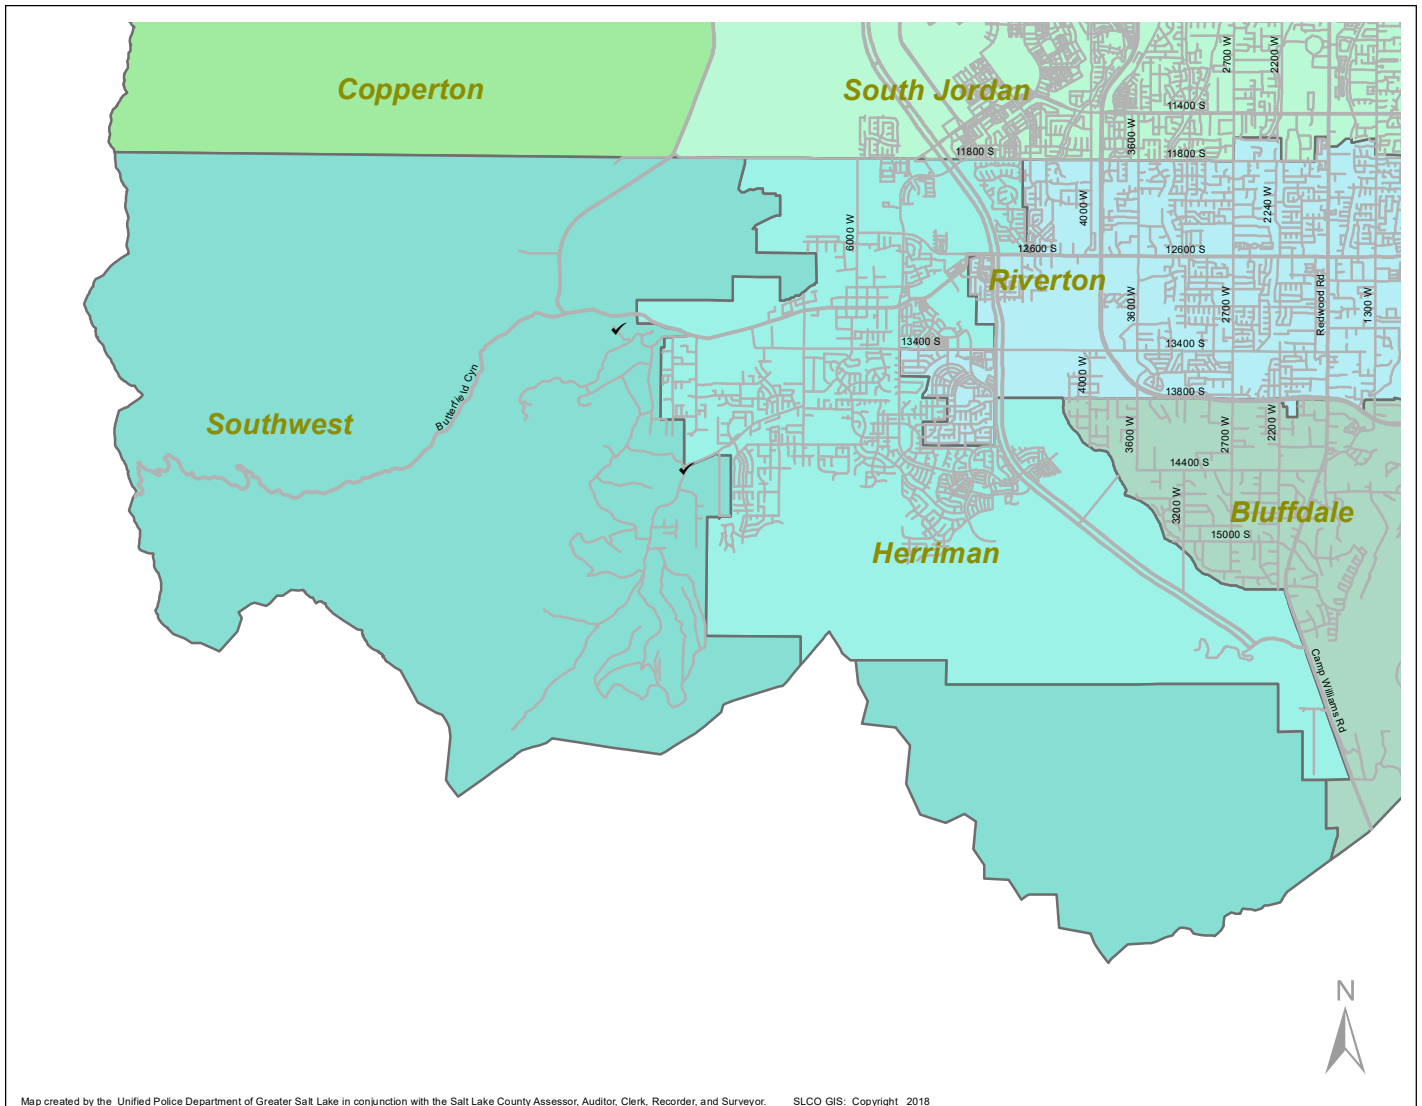 2700 W
2200 W
Copperton
South Jordan
11400 S
3600 W
11800 S
11800 S
4000 W
2240 W
6000 W
12600 S
12600 S
Riverton
3600 W
2700 W
Redwood Rd
1300 W
13400 S
13400 S
4000 W
13800 S
Butterfield Cyn
Southwest
3600 W
2700 W
2200 W
14400 S
3200 W
Bluffdale
15000 S
Herriman
Camp Williams Rd
N
Map created by the Unified Police Department of Greater Salt Lake in conjunction with the Salt Lake County Assessor, Auditor, Clerk, Recorder, and Surveyor. SLCO GIS: Copyright 2018